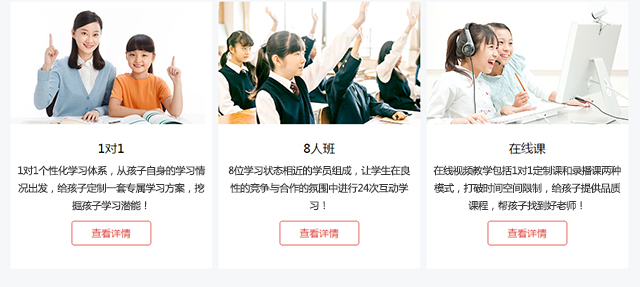 1对1
1对1个性化学习体系，从孩子自身的学习情
况出发，给孩子定制一套专属学习方案，挖
掘孩子学习潜能！
查看详情
8人班
8位学习状态相近的学员组成，让学生在良
性的竞争与合作的氛围中进行24次互动学
习！
查看详情
在线课
在线视频教学包括1对1定制课和录播课两种
模式，打破时间空间限制，给孩子提供品质
课程，帮孩子找到好老师！
查看详情